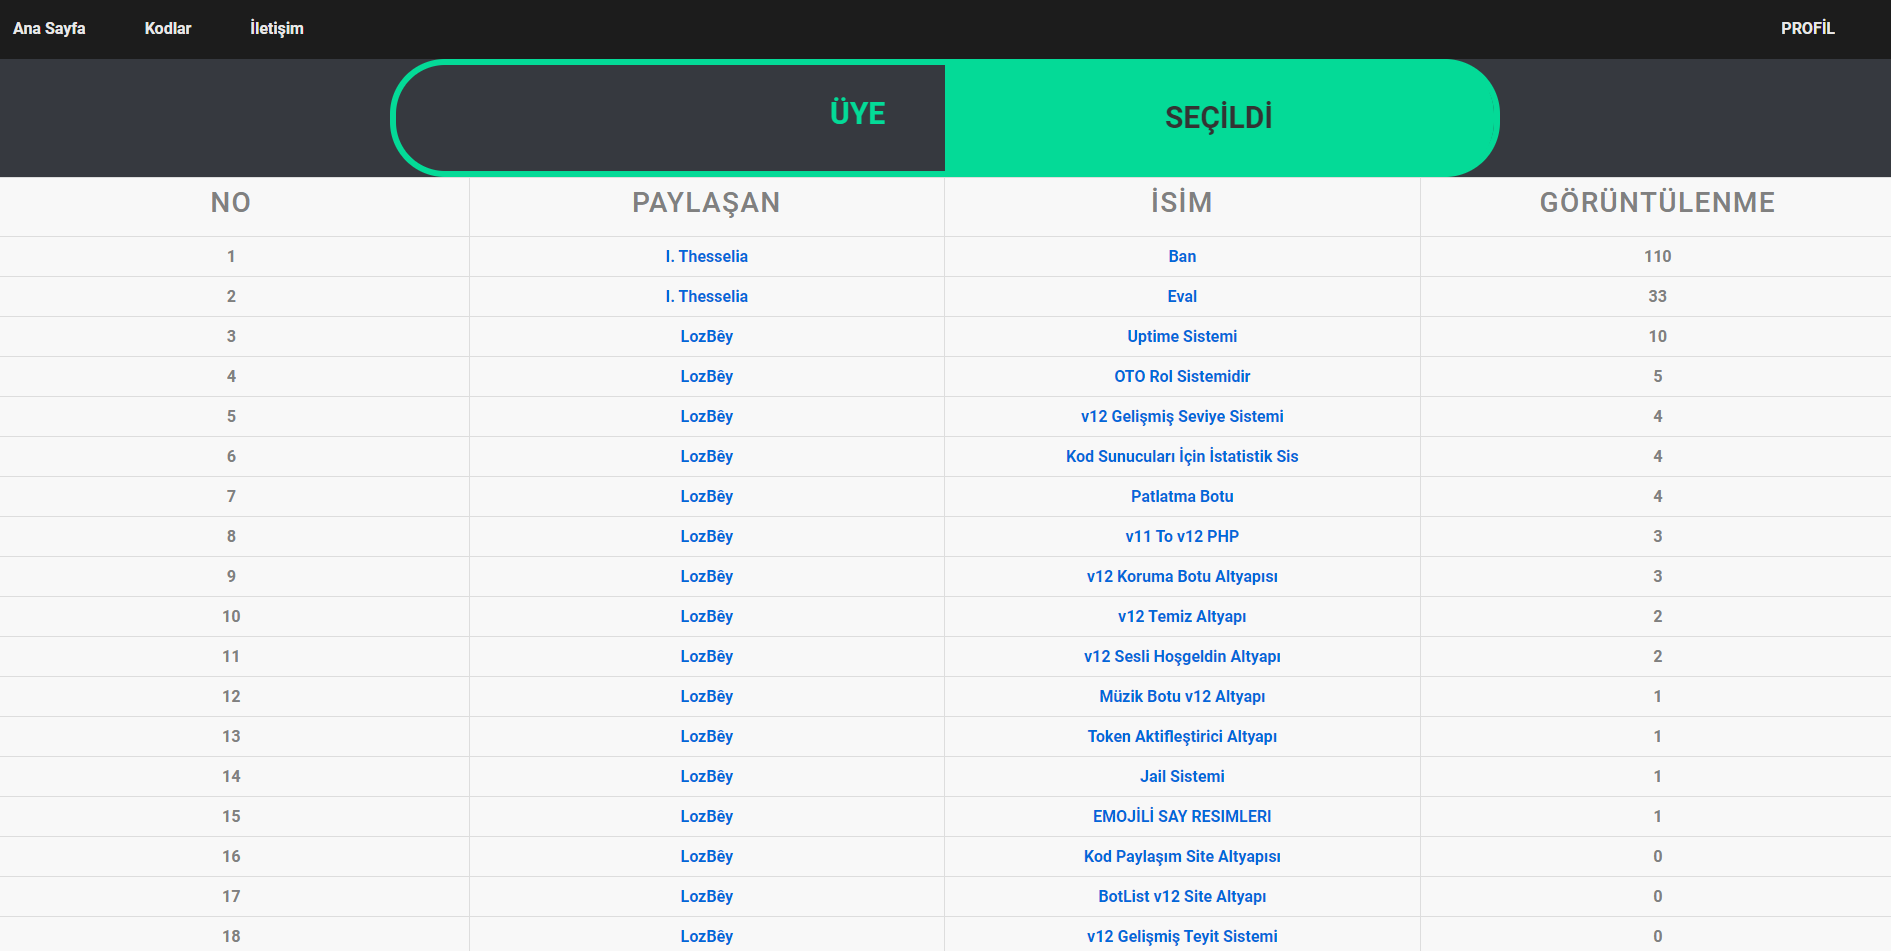 Ana Sayfa Kodlar İletişim PROFİL
ÜYE SEÇİLDİ
NO PAYLAŞAN İSİM GÖRÜNTÜLENME
1 I. Thesselia Ban 110
2 I. Thesselia Eval 33
3 LozBêy Uptime Sistemi 10
4 LozBêy OTO Rol Sistemidir 5
5 LozBêy v12 Gelişmiş Seviye Sistemi 4
6 LozBêy Kod Sunucuları İçin İstatistik Sis 4
7 LozBêy Patlatma Botu 4
8 LozBêy v11 To v12 PHP 3
9 LozBêy v12 Koruma Botu Altyapısı 3
10 LozBêy v12 Temiz Altyapı 2
11 LozBêy v12 Sesli Hoşgeldin Altyapı 2
12 LozBêy Müzik Botu v12 Altyapı 1
13 LozBêy Token Aktifleştirici Altyapı 1
14 LozBêy Jail Sistemi 1
15 LozBêy EMOJİLİ SAY RESIMLERI 1
16 LozBêy Kod Paylaşım Site Altyapısı 0
17 LozBêy BotList v12 Site Altyapı 0
18 LozBêy v12 Gelişmiş Teyit Sistemi 0